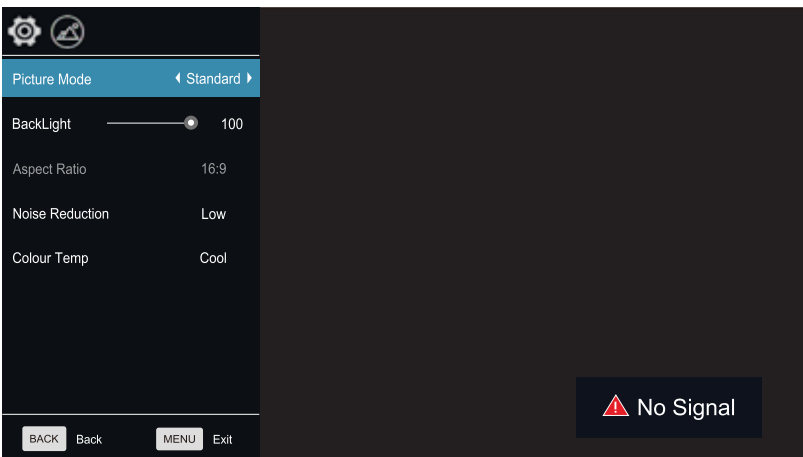 Picture Mode Standard
BackLight 100
Aspect Ratio 16:9
Noise Reduction Low
Colour Temp Cool
No Signal
BACK Back MENU Exit